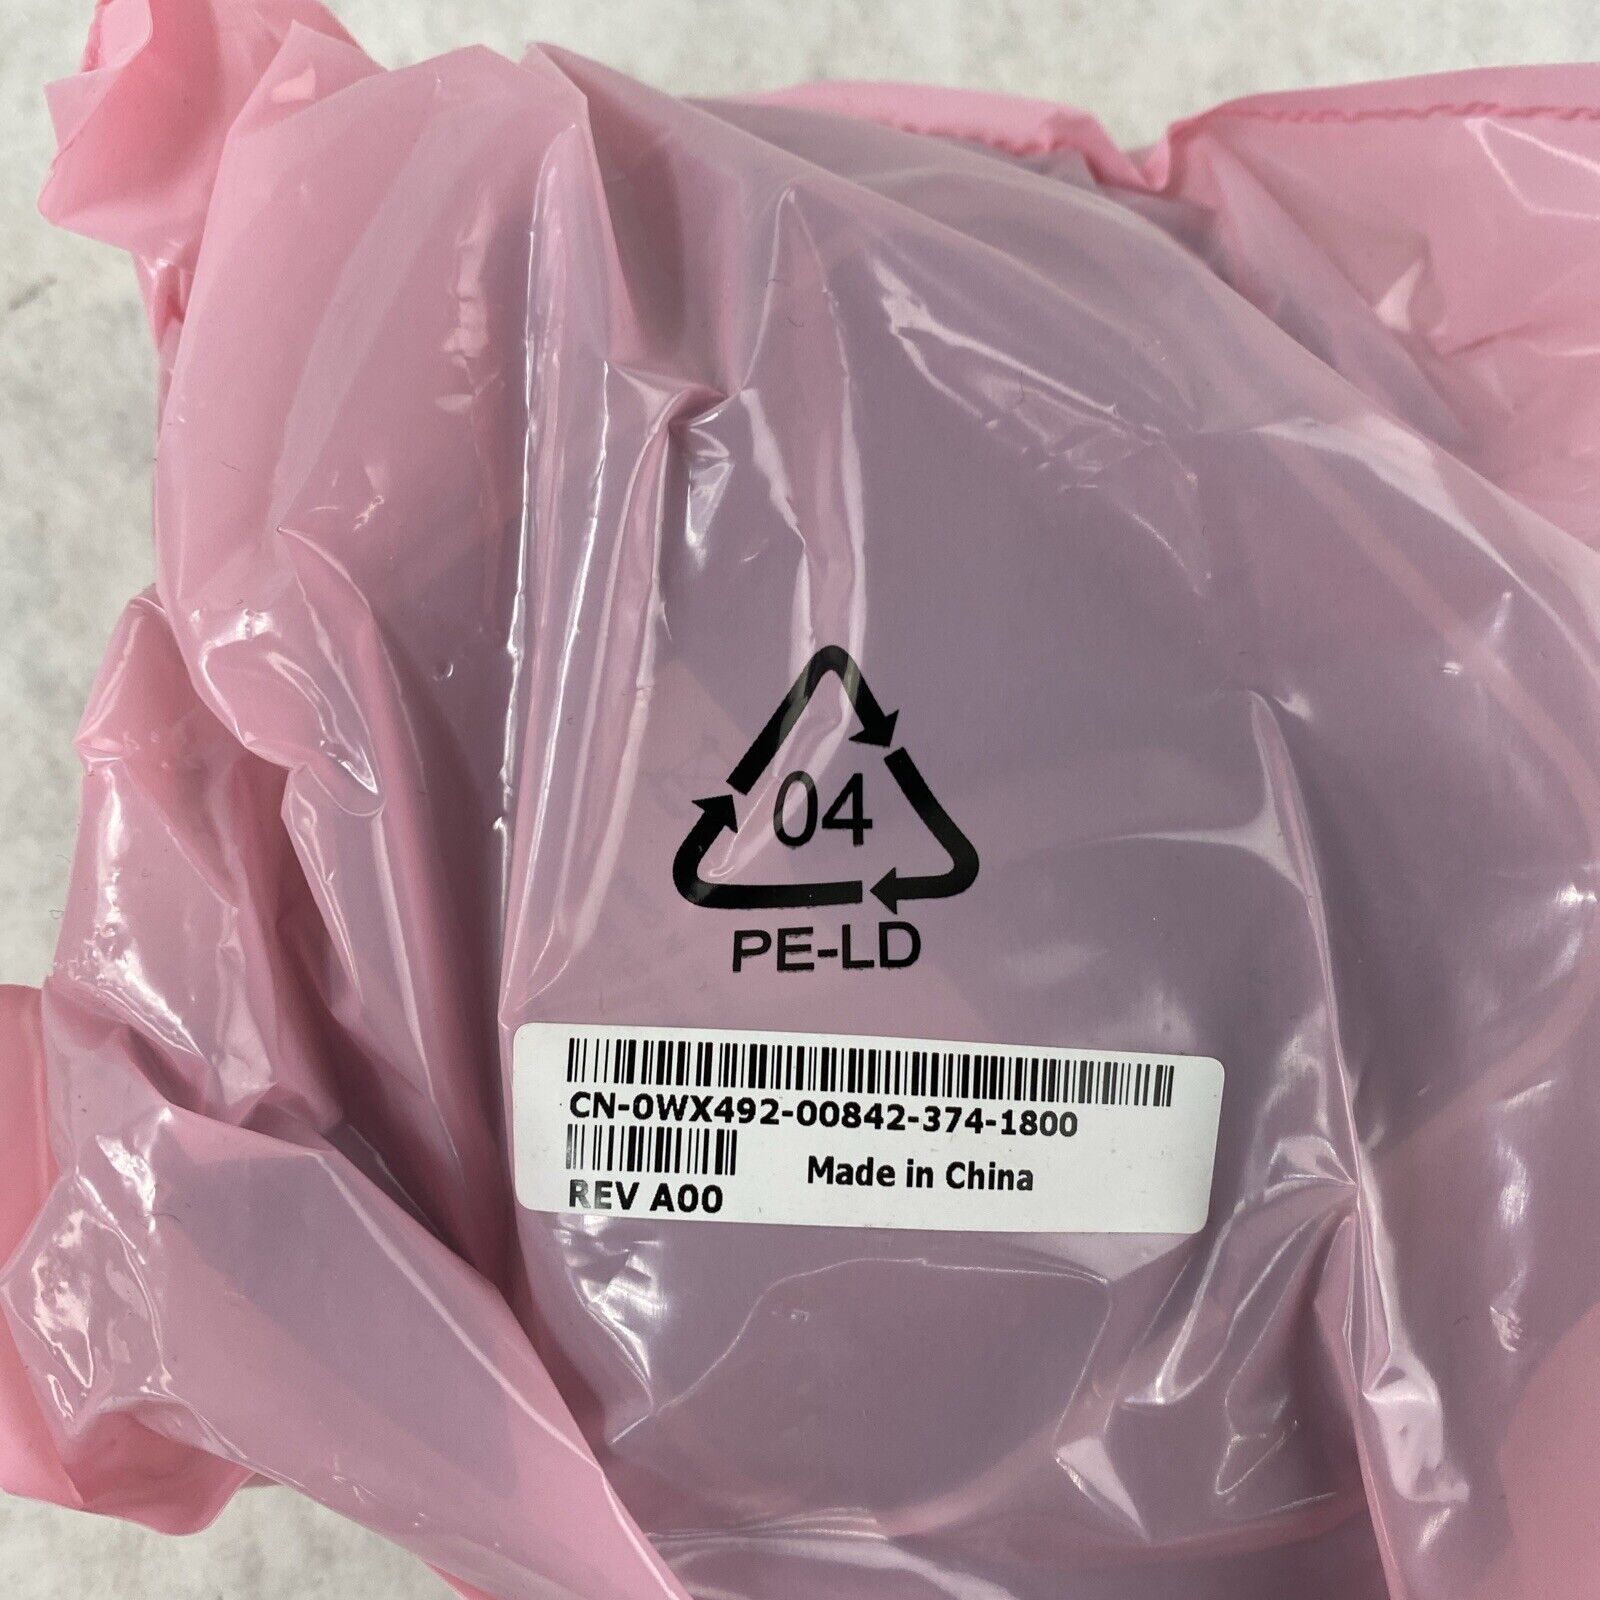 04
PE-LD
CN-0WX492-00842-374-1800
Made in China
REV A00